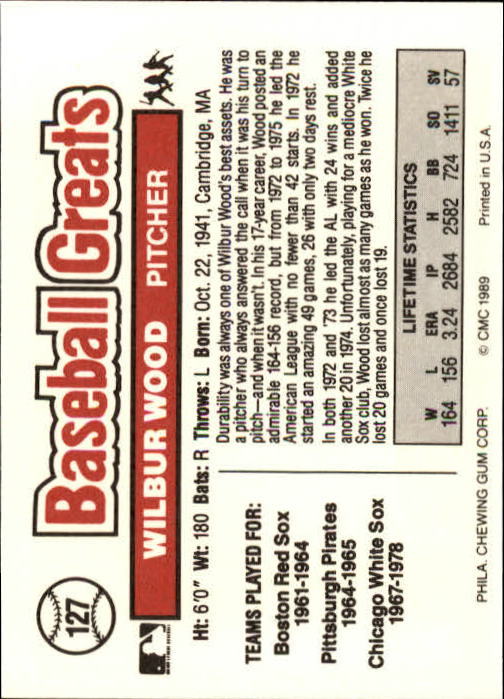 127
Baseball Greats
WILBUR WOOD PITCHER
Ht: 6'0" Wt: 180 Bats: R Throws: L Born: Oct. 22, 1941, Cambridge, MA
TEAMS PLAYED FOR:
Boston Red Sox
1961-1964
Pittsburgh Pirates
1964-1965
Chicago White Sox
1967-1978
Durability was always one of Wilbur Wood's best assets. He was
a pitcher who always answered the call when it was his turn to
pitch—and when it wasn't. In his 17-year career, Wood posted an
admirable 164-156 record, but from 1972 to 1975 he led the
American League with no fewer than 42 starts. In 1972 he
started an amazing 49 games, 26 with only two days rest.
In both 1972 and '73 he led the AL with 24 wins and added
another 20 in 1974. Unfortunately, playing for a mediocre White
Sox club, Wood lost almost as many games as he won. Twice he
lost 20 games and once lost 19.
LIFETIME STATISTICS
W L ERA IP H BB SO SV
164 156 3.24 2684 2582 724 1411 57
PHILA. CHEWING GUM CORP. © CMC 1989 Printed in U.S.A.